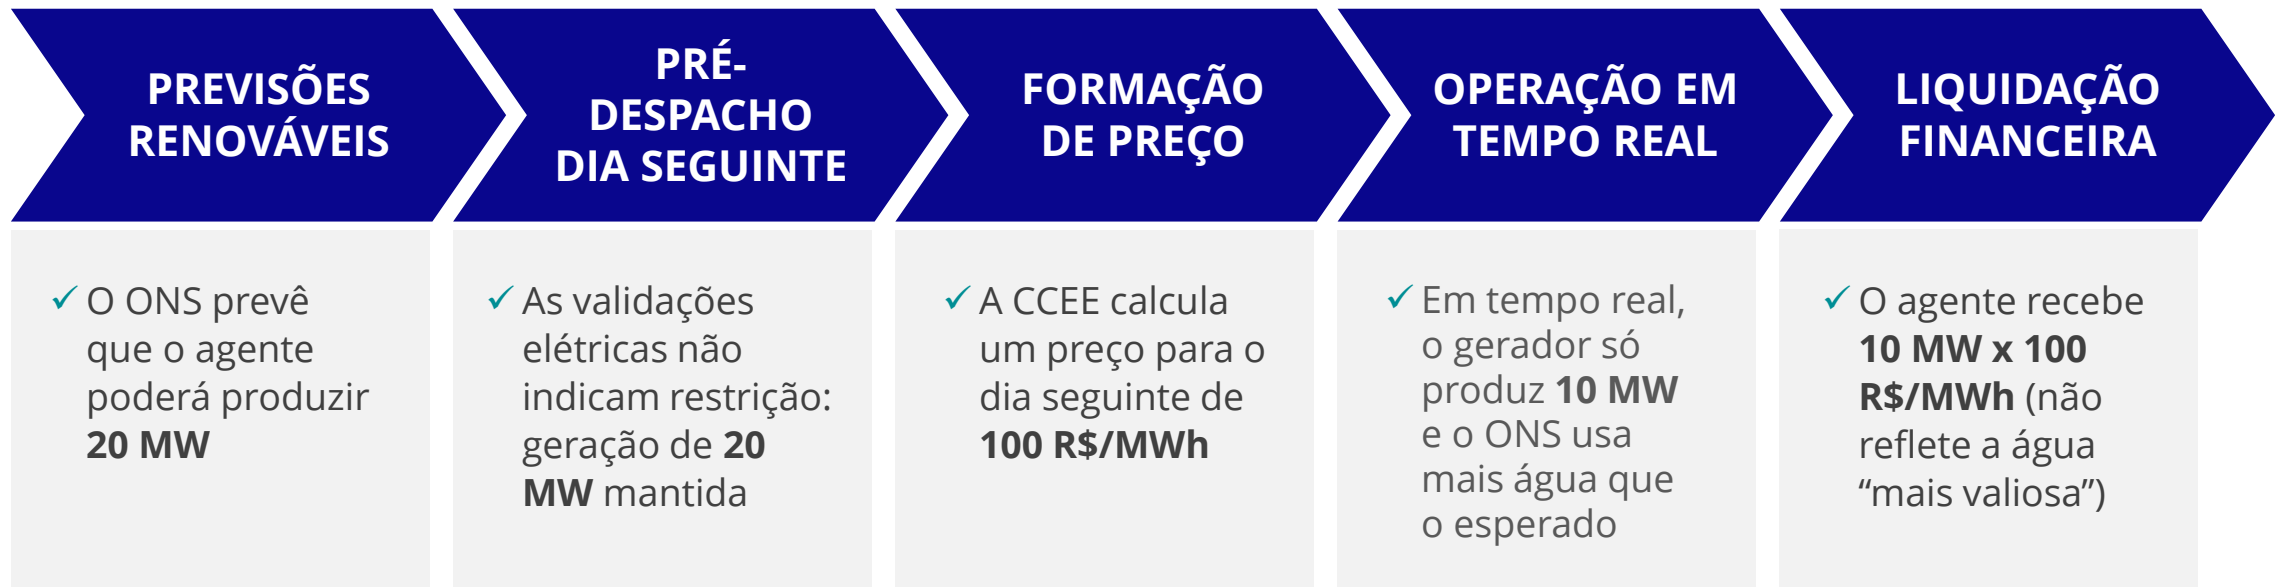 PREVISÕES
RENOVÁVEIS
PRÉ-
DESPACHO
DIA SEGUINTE
FORMAÇÃO
DE PREÇO
OPERAÇÃO EM
TEMPO REAL
LIQUIDAÇÃO
FINANCEIRA
✓ O ONS prevê
que o agente
poderá produzir
20 MW
✓ As validações
elétricas não
indicam restrição:
geração de 20
MW mantida
✓ A CCEE calcula
um preço para o
dia seguinte de
100 R$/MWh
✓ Em tempo real,
o gerador só
produz 10 MW
e o ONS usa
mais água que
o esperado
✓ O agente recebe
10 MW x 100
R$/MWh (não
reflete a água
“mais valiosa”)